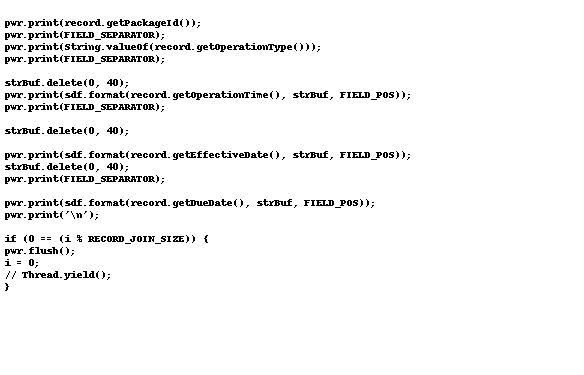 pwr.print(record.getPackageId());
pwr.print(FIELD_SEPARATOR);
pwr.print(String.valueOf(record.getOperationType()));
pwr.print(FIELD_SEPARATOR);
strBuf.delete(0, 40);
pwr.print(sdf.format(record.getOperationTime(), strBuf, FIELD_POS));
pwr.print(FIELD_SEPARATOR);
strBuf.delete(0, 40);
pwr.print(sdf.format(record.getEffectiveDate(), strBuf, FIELD_POS));
strBuf.delete(0, 40);
pwr.print(FIELD_SEPARATOR);
pwr.print(sdf.format(record.getDueDate(), strBuf, FIELD_POS));
pwr.print('\n');
if (0 == (i % RECORD_JOIN_SIZE)) {
pwr.flush();
i = 0;
// Thread.yield();
}